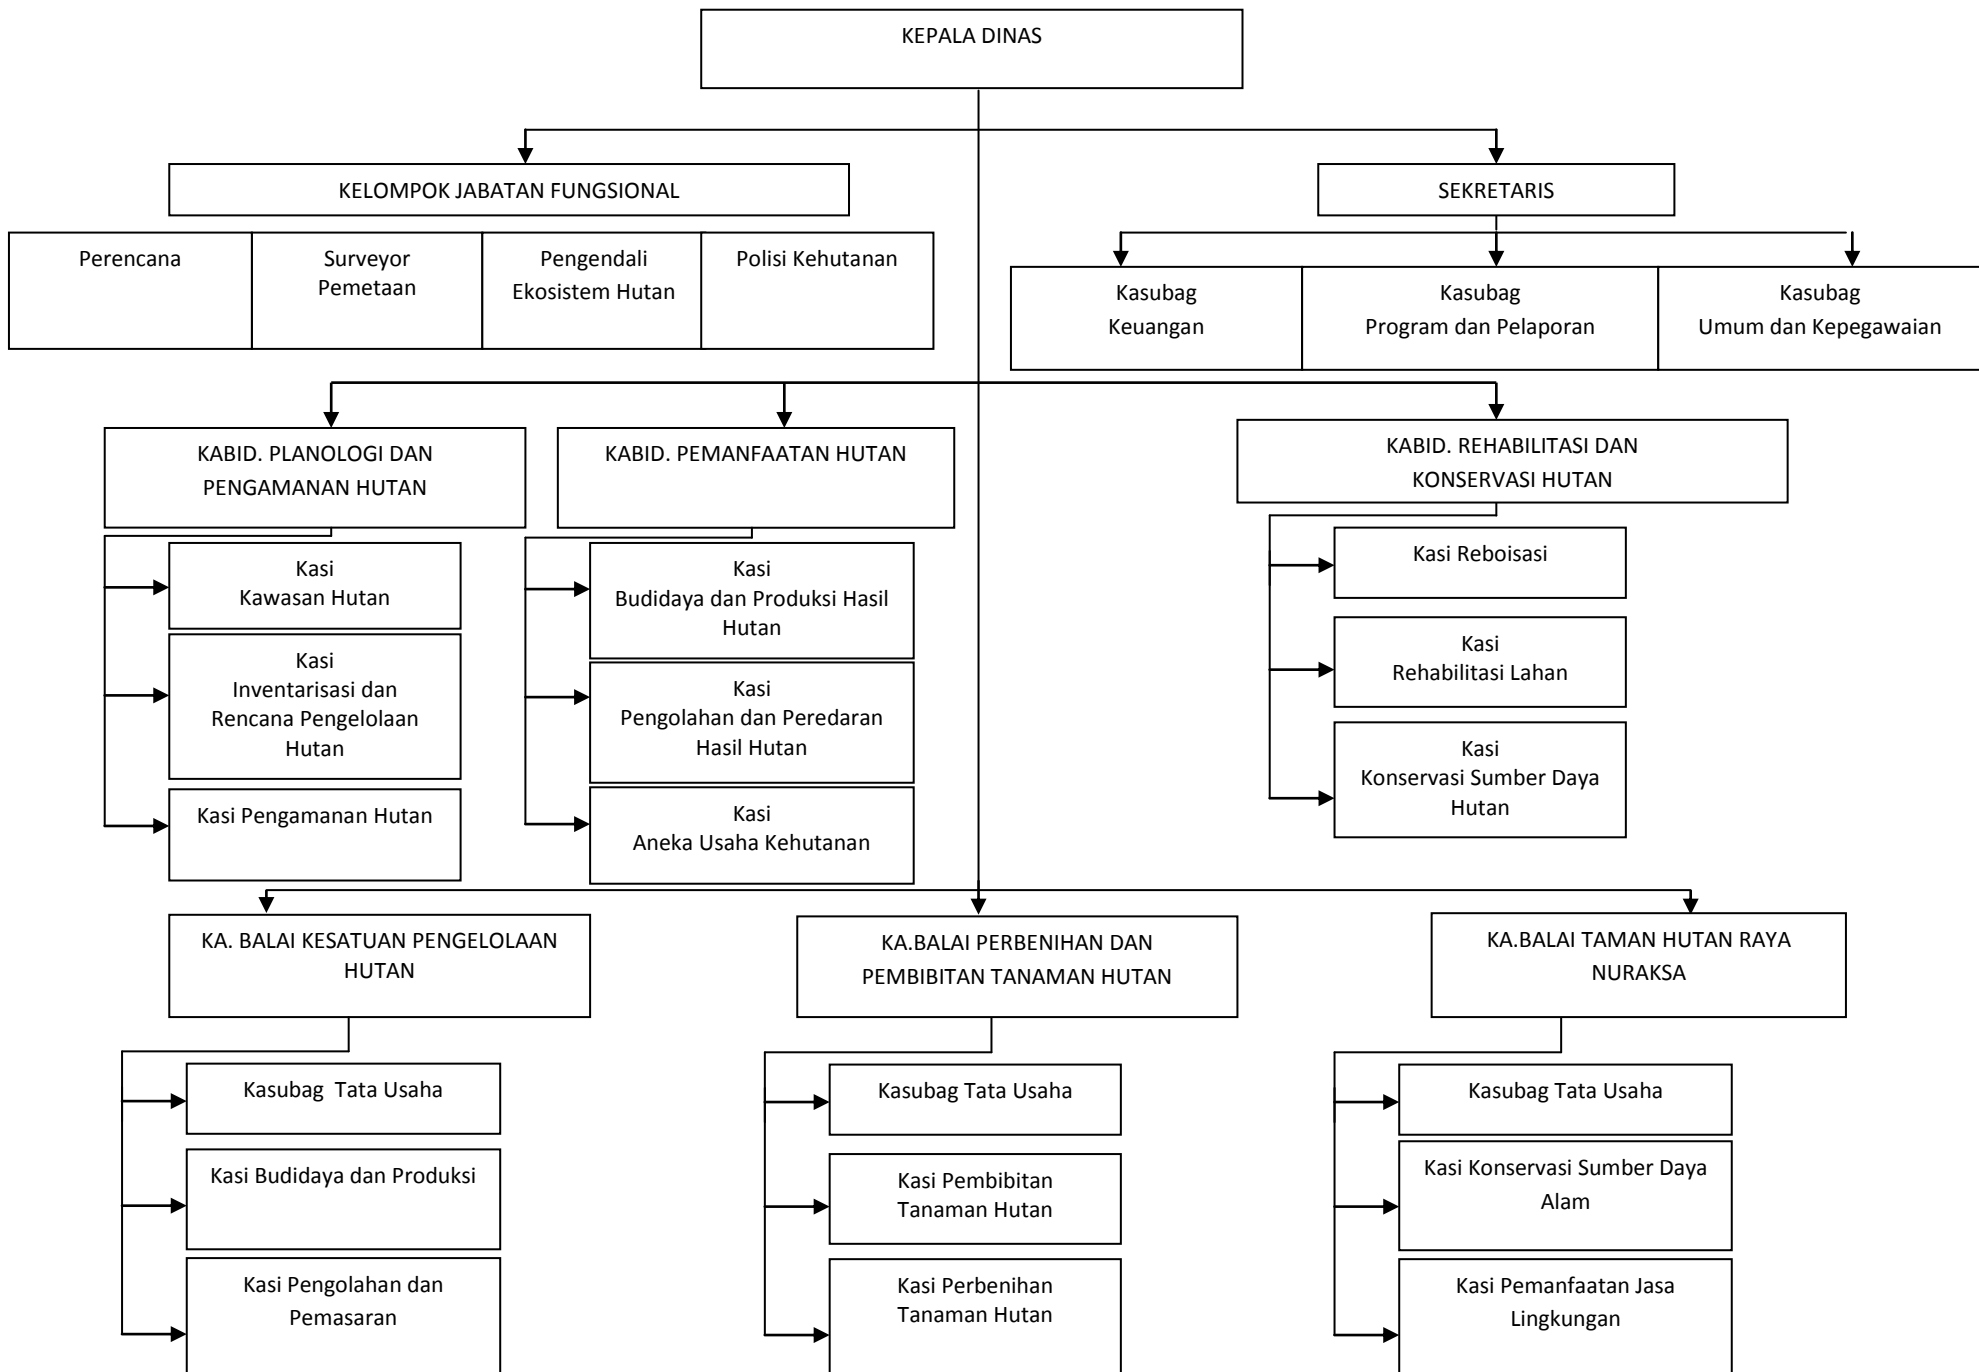 KEPALA DINAS
KELOMPOK JABATAN FUNGSIONAL
SEKRETARIS
Perencana
Surveyor
Pemetaan
Pengendali
Ekosistem Hutan
Polisi Kehutanan
Kasubag
Keuangan
Kasubag
Program dan Pelaporan
Kasubag
Umum dan Kepegawaian
KABID. PLANOLOGI DAN
PENGAMANAN HUTAN
KABID. PEMANFAATAN HUTAN
KABID. REHABILITASI DAN
KONSERVASI HUTAN
Kasi
Kawasan Hutan
Kasi
Inventarisasi dan
Rencana Pengelolaan
Hutan
Kasi Pengamanan Hutan
Kasi
Budidaya dan Produksi Hasil
Hutan
Kasi
Pengolahan dan Peredaran
Hasil Hutan
Kasi
Aneka Usaha Kehutanan
Kasi Reboisasi
Kasi
Rehabilitasi Lahan
Kasi
Konservasi Sumber Daya
Hutan
KA. BALAI KESATUAN PENGELOLAAN
HUTAN
KA.BALAI PERBENIHAN DAN
PEMBIBITAN TANAMAN HUTAN
KA.BALAI TAMAN HUTAN RAYA
NURAKSA
Kasubag  Tata Usaha
Kasi Budidaya dan Produksi
Kasi Pengolahan dan
Pemasaran
Kasubag Tata Usaha
Kasi Pembibitan
Tanaman Hutan
Kasi Perbenihan
Tanaman Hutan
Kasubag Tata Usaha
Kasi Konservasi Sumber Daya
Alam
Kasi Pemanfaatan Jasa
Lingkungan